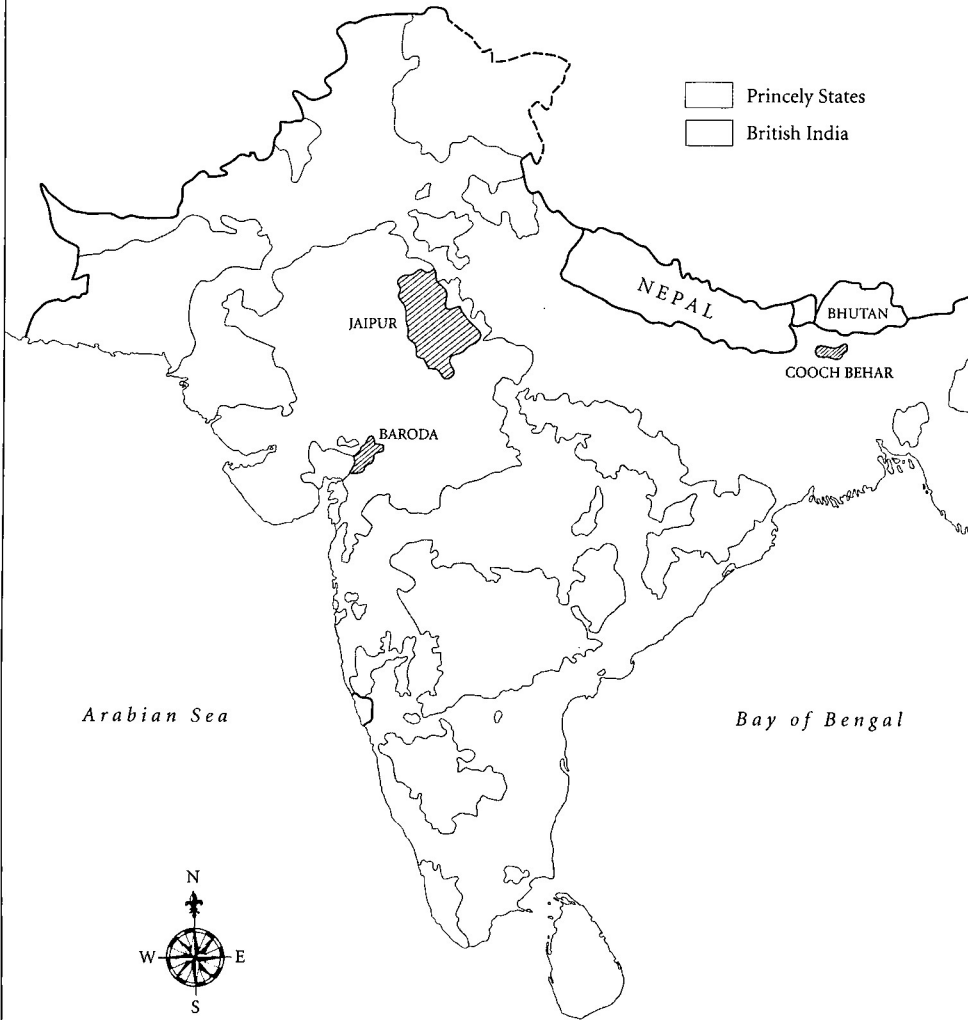 Princely States
British India
NEPAL
BHUTAN
JAIPUR
COOCH BEHAR
BARODA
Arabian Sea
Bay of Bengal
N
W
E
S